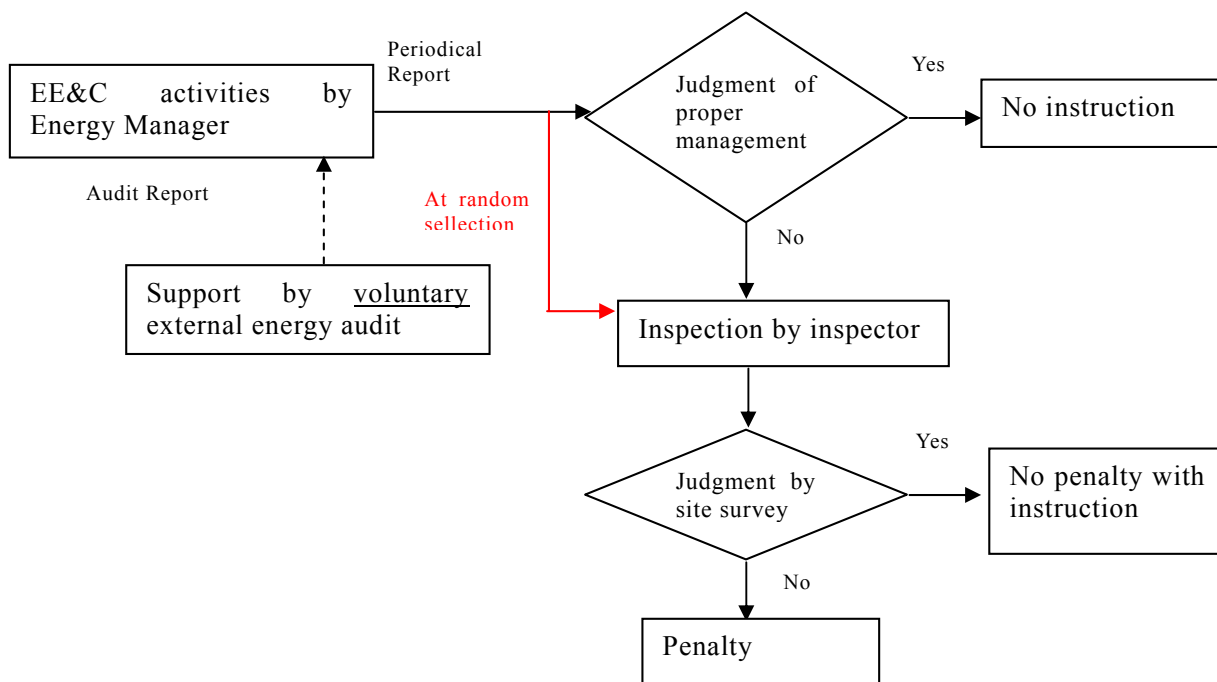 Periodical
Report
EE&C activities by
Energy Manager
Judgment of
proper
management
Yes
No instruction
Audit Report
At random
sellection
No
Support by voluntary
external energy audit
Inspection by inspector
Judgment by
site survey
Yes
No penalty with
instruction
No
Penalty